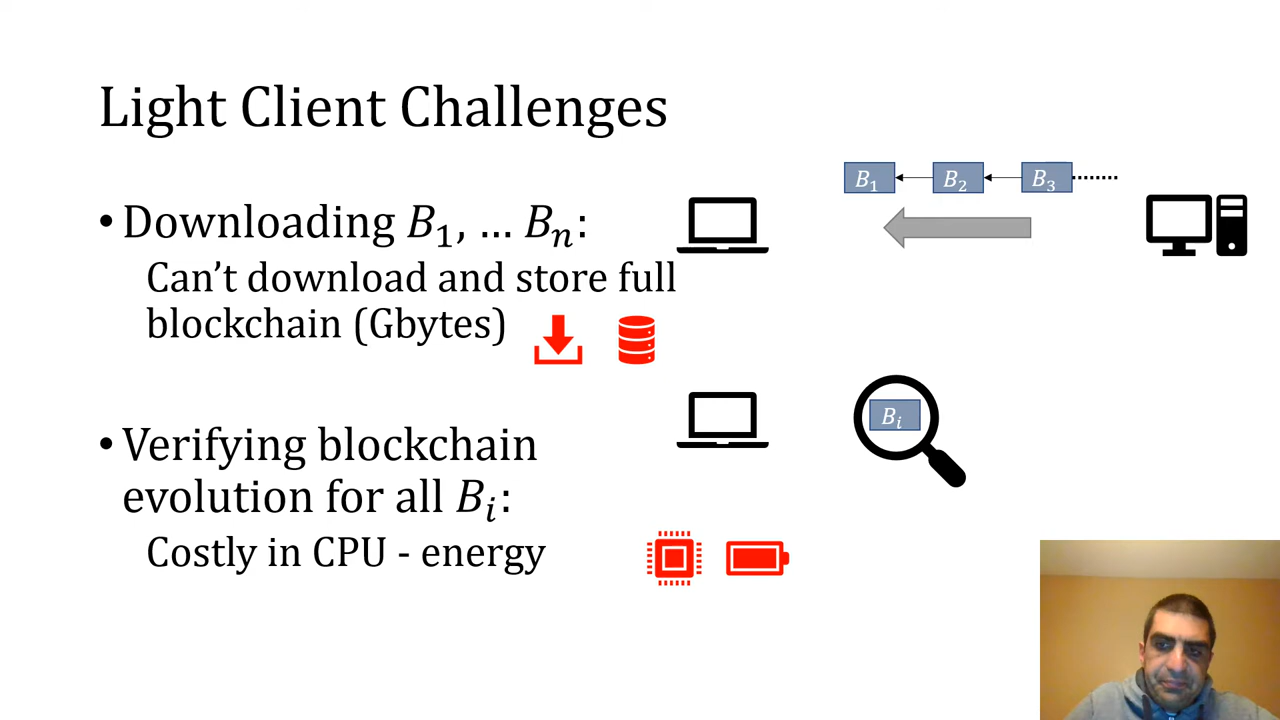 Light Client Challenges
• Downloading B₁, … Bₙ:
Can't download and store full
blockchain (Gbytes)
B₁
B₂
B₃
• Verifying blockchain
evolution for all Bᵢ:
Costly in CPU - energy
Bᵢ